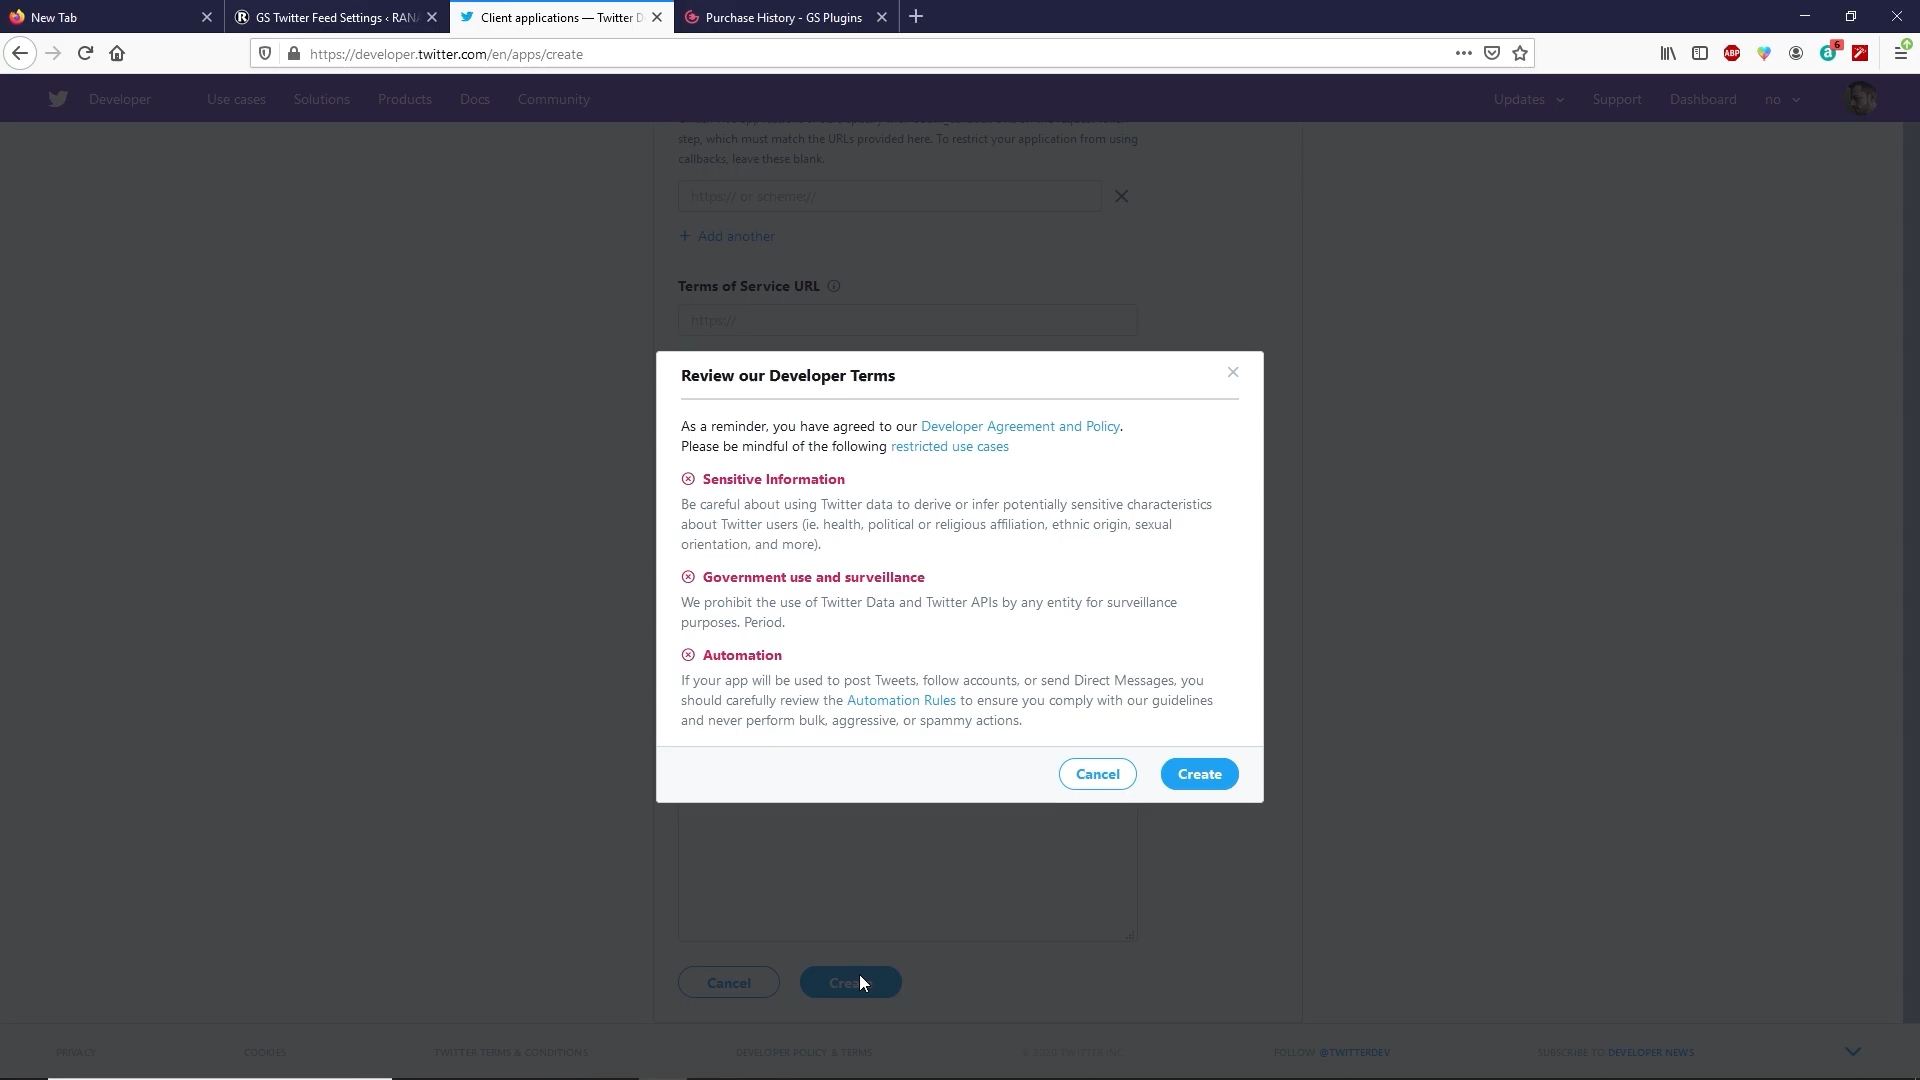 New Tab
GS Twitter Feed Settings ‹ RANA
Client applications — Twitter D
Purchase History - GS Plugins
https://developer.twitter.com/en/apps/create
ABP
6
Developer
Use cases
Solutions
Products
Docs
Community
Updates
Support
Dashboard
no
step, which must match the URLs provided here. To restrict your application from using
callbacks, leave these blank.
https:// or scheme://
+ Add another
Terms of Service URL
https://
Review our Developer Terms
As a reminder, you have agreed to our Developer Agreement and Policy.
Please be mindful of the following restricted use cases
Sensitive Information
Be careful about using Twitter data to derive or infer potentially sensitive characteristics
about Twitter users (ie. health, political or religious affiliation, ethnic origin, sexual
orientation, and more).
Government use and surveillance
We prohibit the use of Twitter Data and Twitter APIs by any entity for surveillance
purposes. Period.
Automation
If your app will be used to post Tweets, follow accounts, or send Direct Messages, you
should carefully review the Automation Rules to ensure you comply with our guidelines
and never perform bulk, aggressive, or spammy actions.
Cancel
Create
Cancel
PRIVACY
COOKIES
TWITTER TERMS & CONDITIONS
DEVELOPER POLICY & TERMS
© 2020 TWITTER INC.
FOLLOW @TWITTERDEV
SUBSCRIBE TO DEVELOPER NEWS